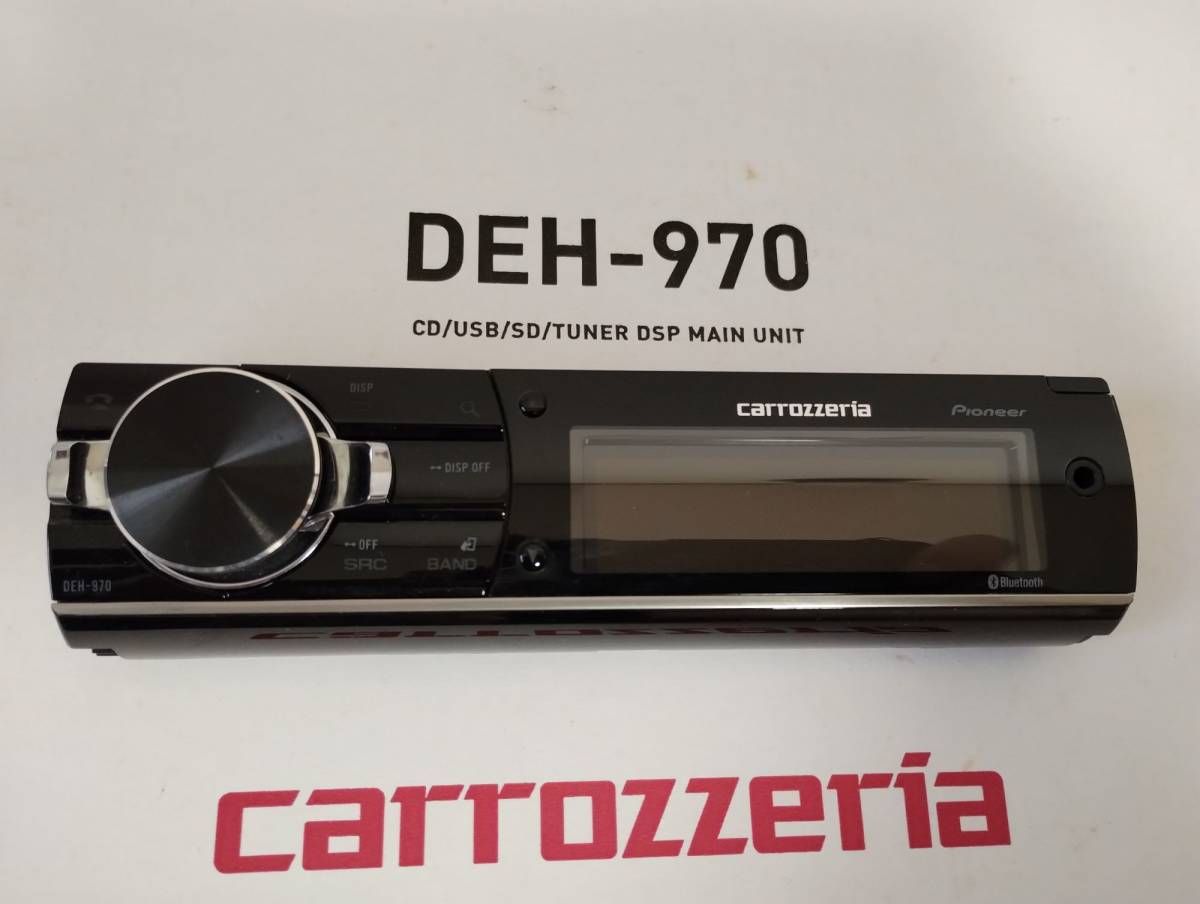 DEH-970
CD/USB/SD/TUNER DSP MAIN UNIT
DISP
carrozzeria
Pioneer
DISP OFF
OFF
SRC
BAND
DEH-970
Bluetooth
carrozzeria
carrozzeria